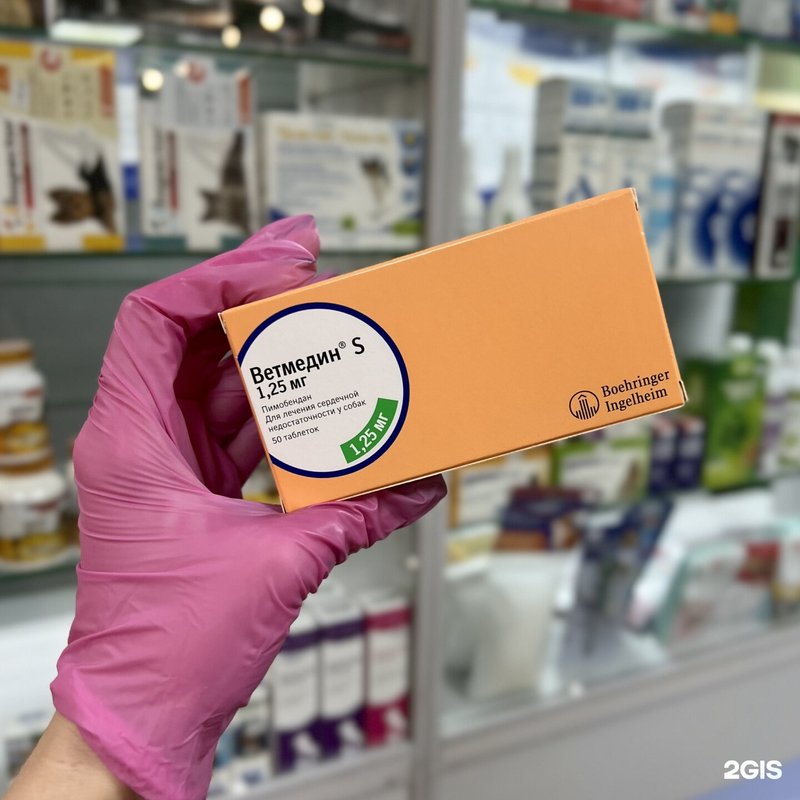 Ветмедин® S
1,25 мг
Пимобендан
Для лечения сердечной
недостаточности у собак
50 таблеток
1,25 мг
Boehringer
Ingelheim
2GIS